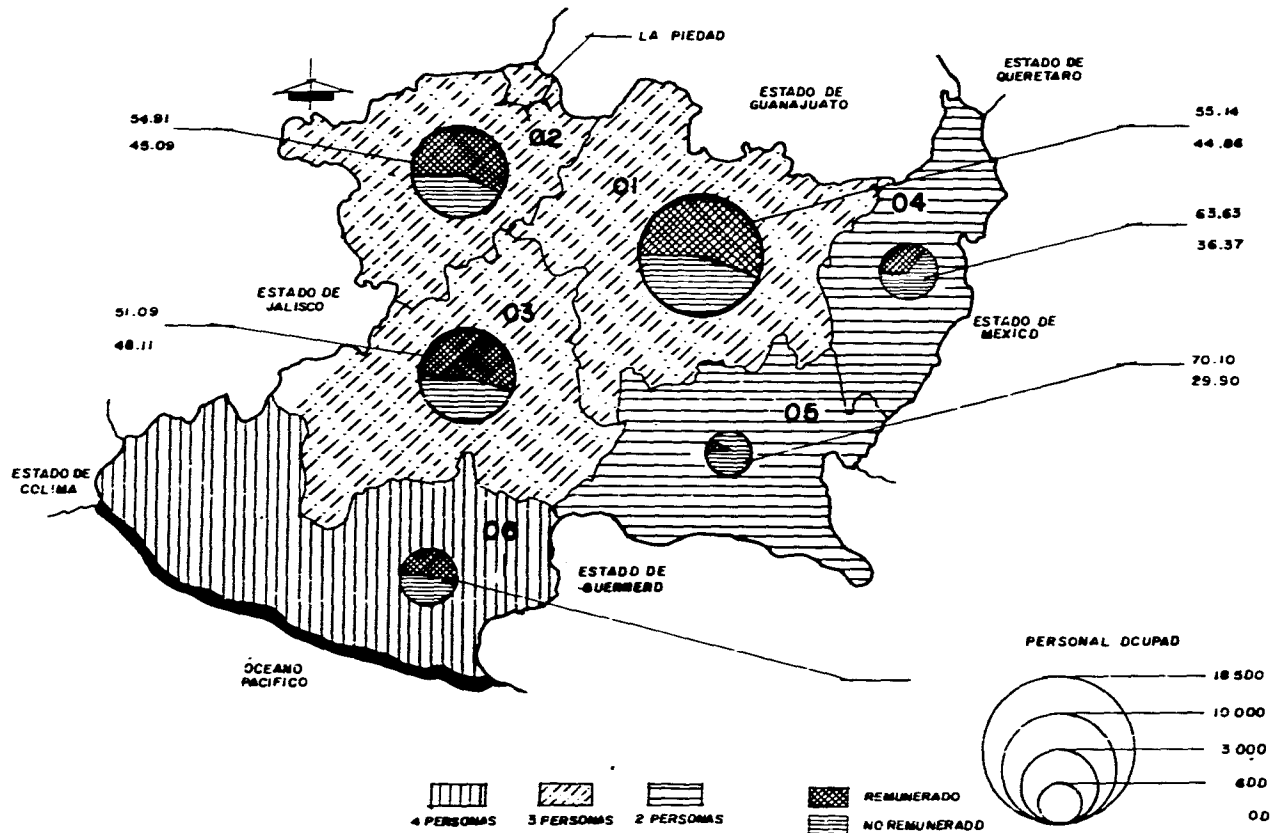 LA PIEDAD
ESTADO DE
QUERETARO
ESTADO DE
GUANAJUATO
54.91
45.09
55.14
44.86
02
01
04
63.63
36.37
ESTADO DE
JALISCO
03
51.09
48.11
ESTADO DE
MEXICO
70.10
29.90
05
ESTADO DE
COLIMA
06
ESTADO DE
GUERRERO
OCEANO
PACIFICO
PERSONAL OCUPAD
18 500
10 000
3 000
600
00
4 PERSONAS
3 PERSONAS
2 PERSONAS
REMUNERADO
NO REMUNERADO